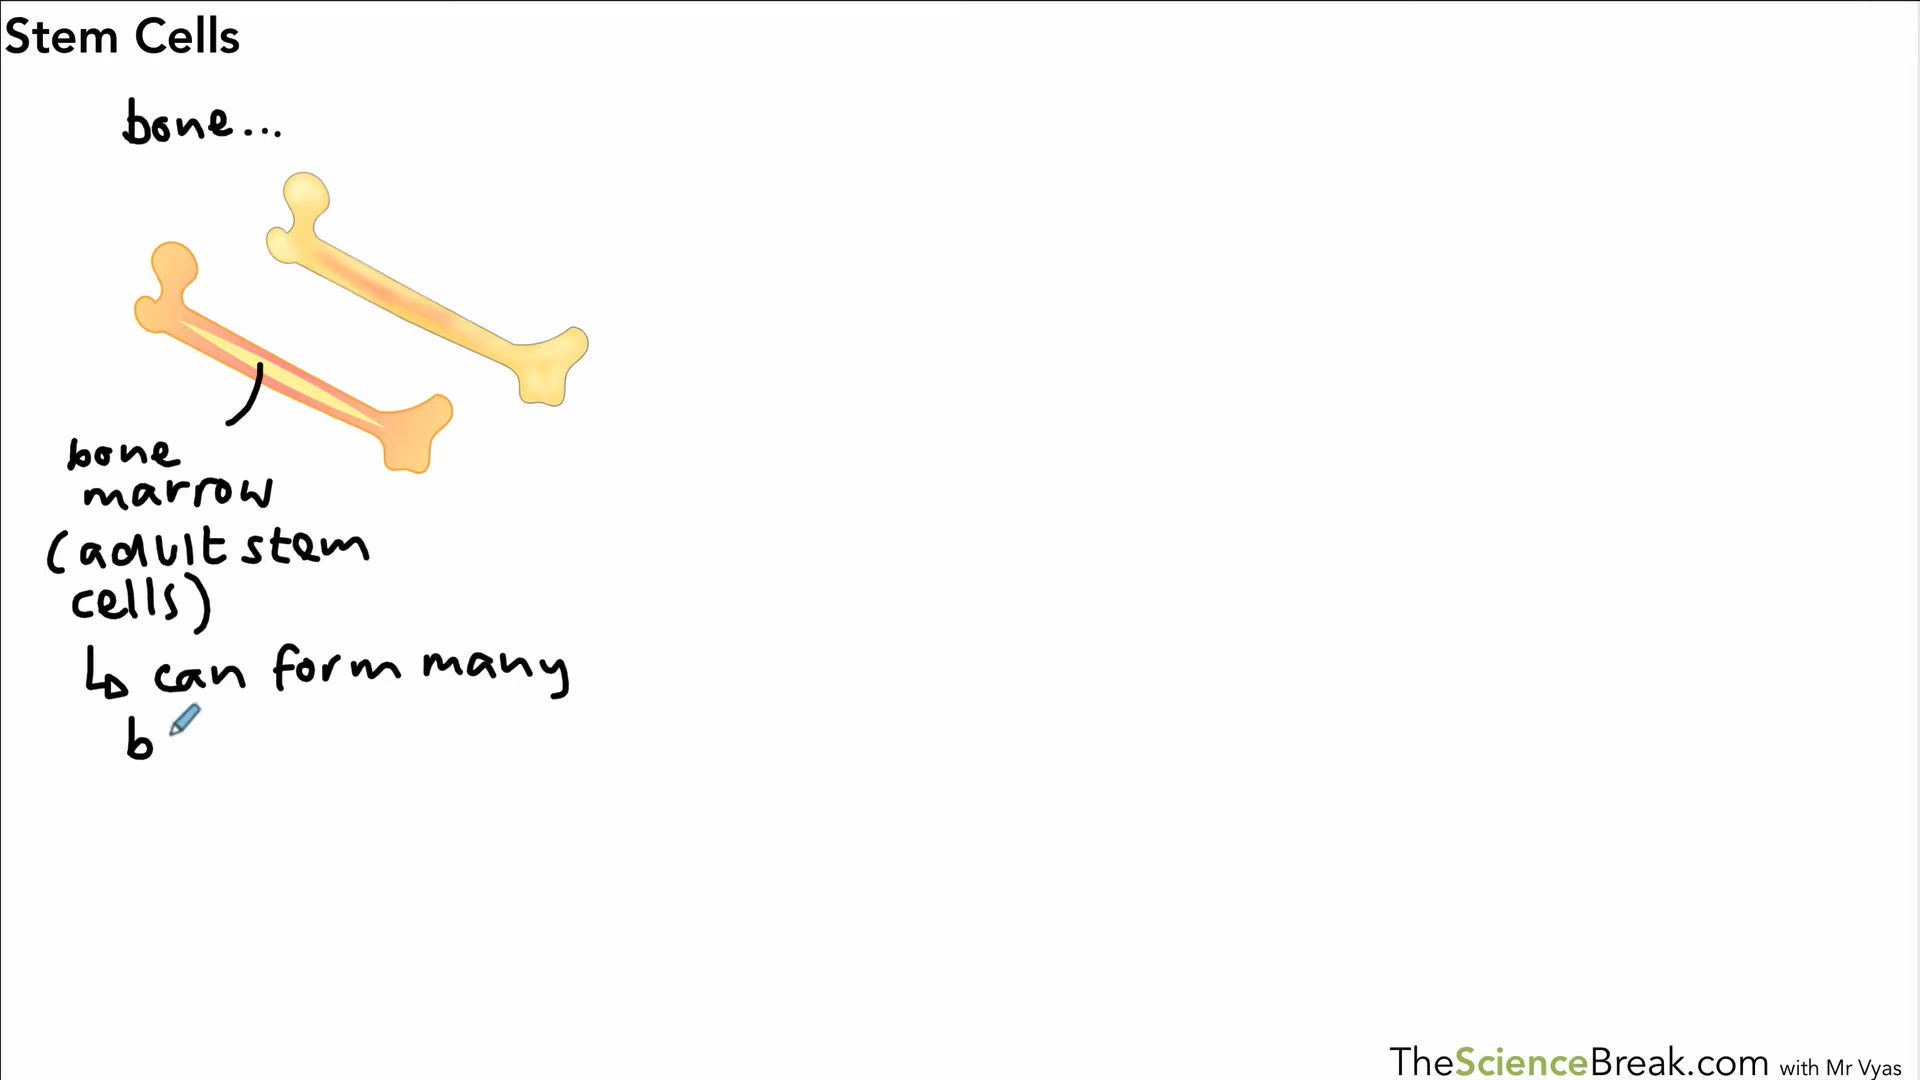 Stem Cells
bone...
bone
marrow
(adult stem
cells)
↳ can form many
b
TheScienceBreak.com with Mr Vyas